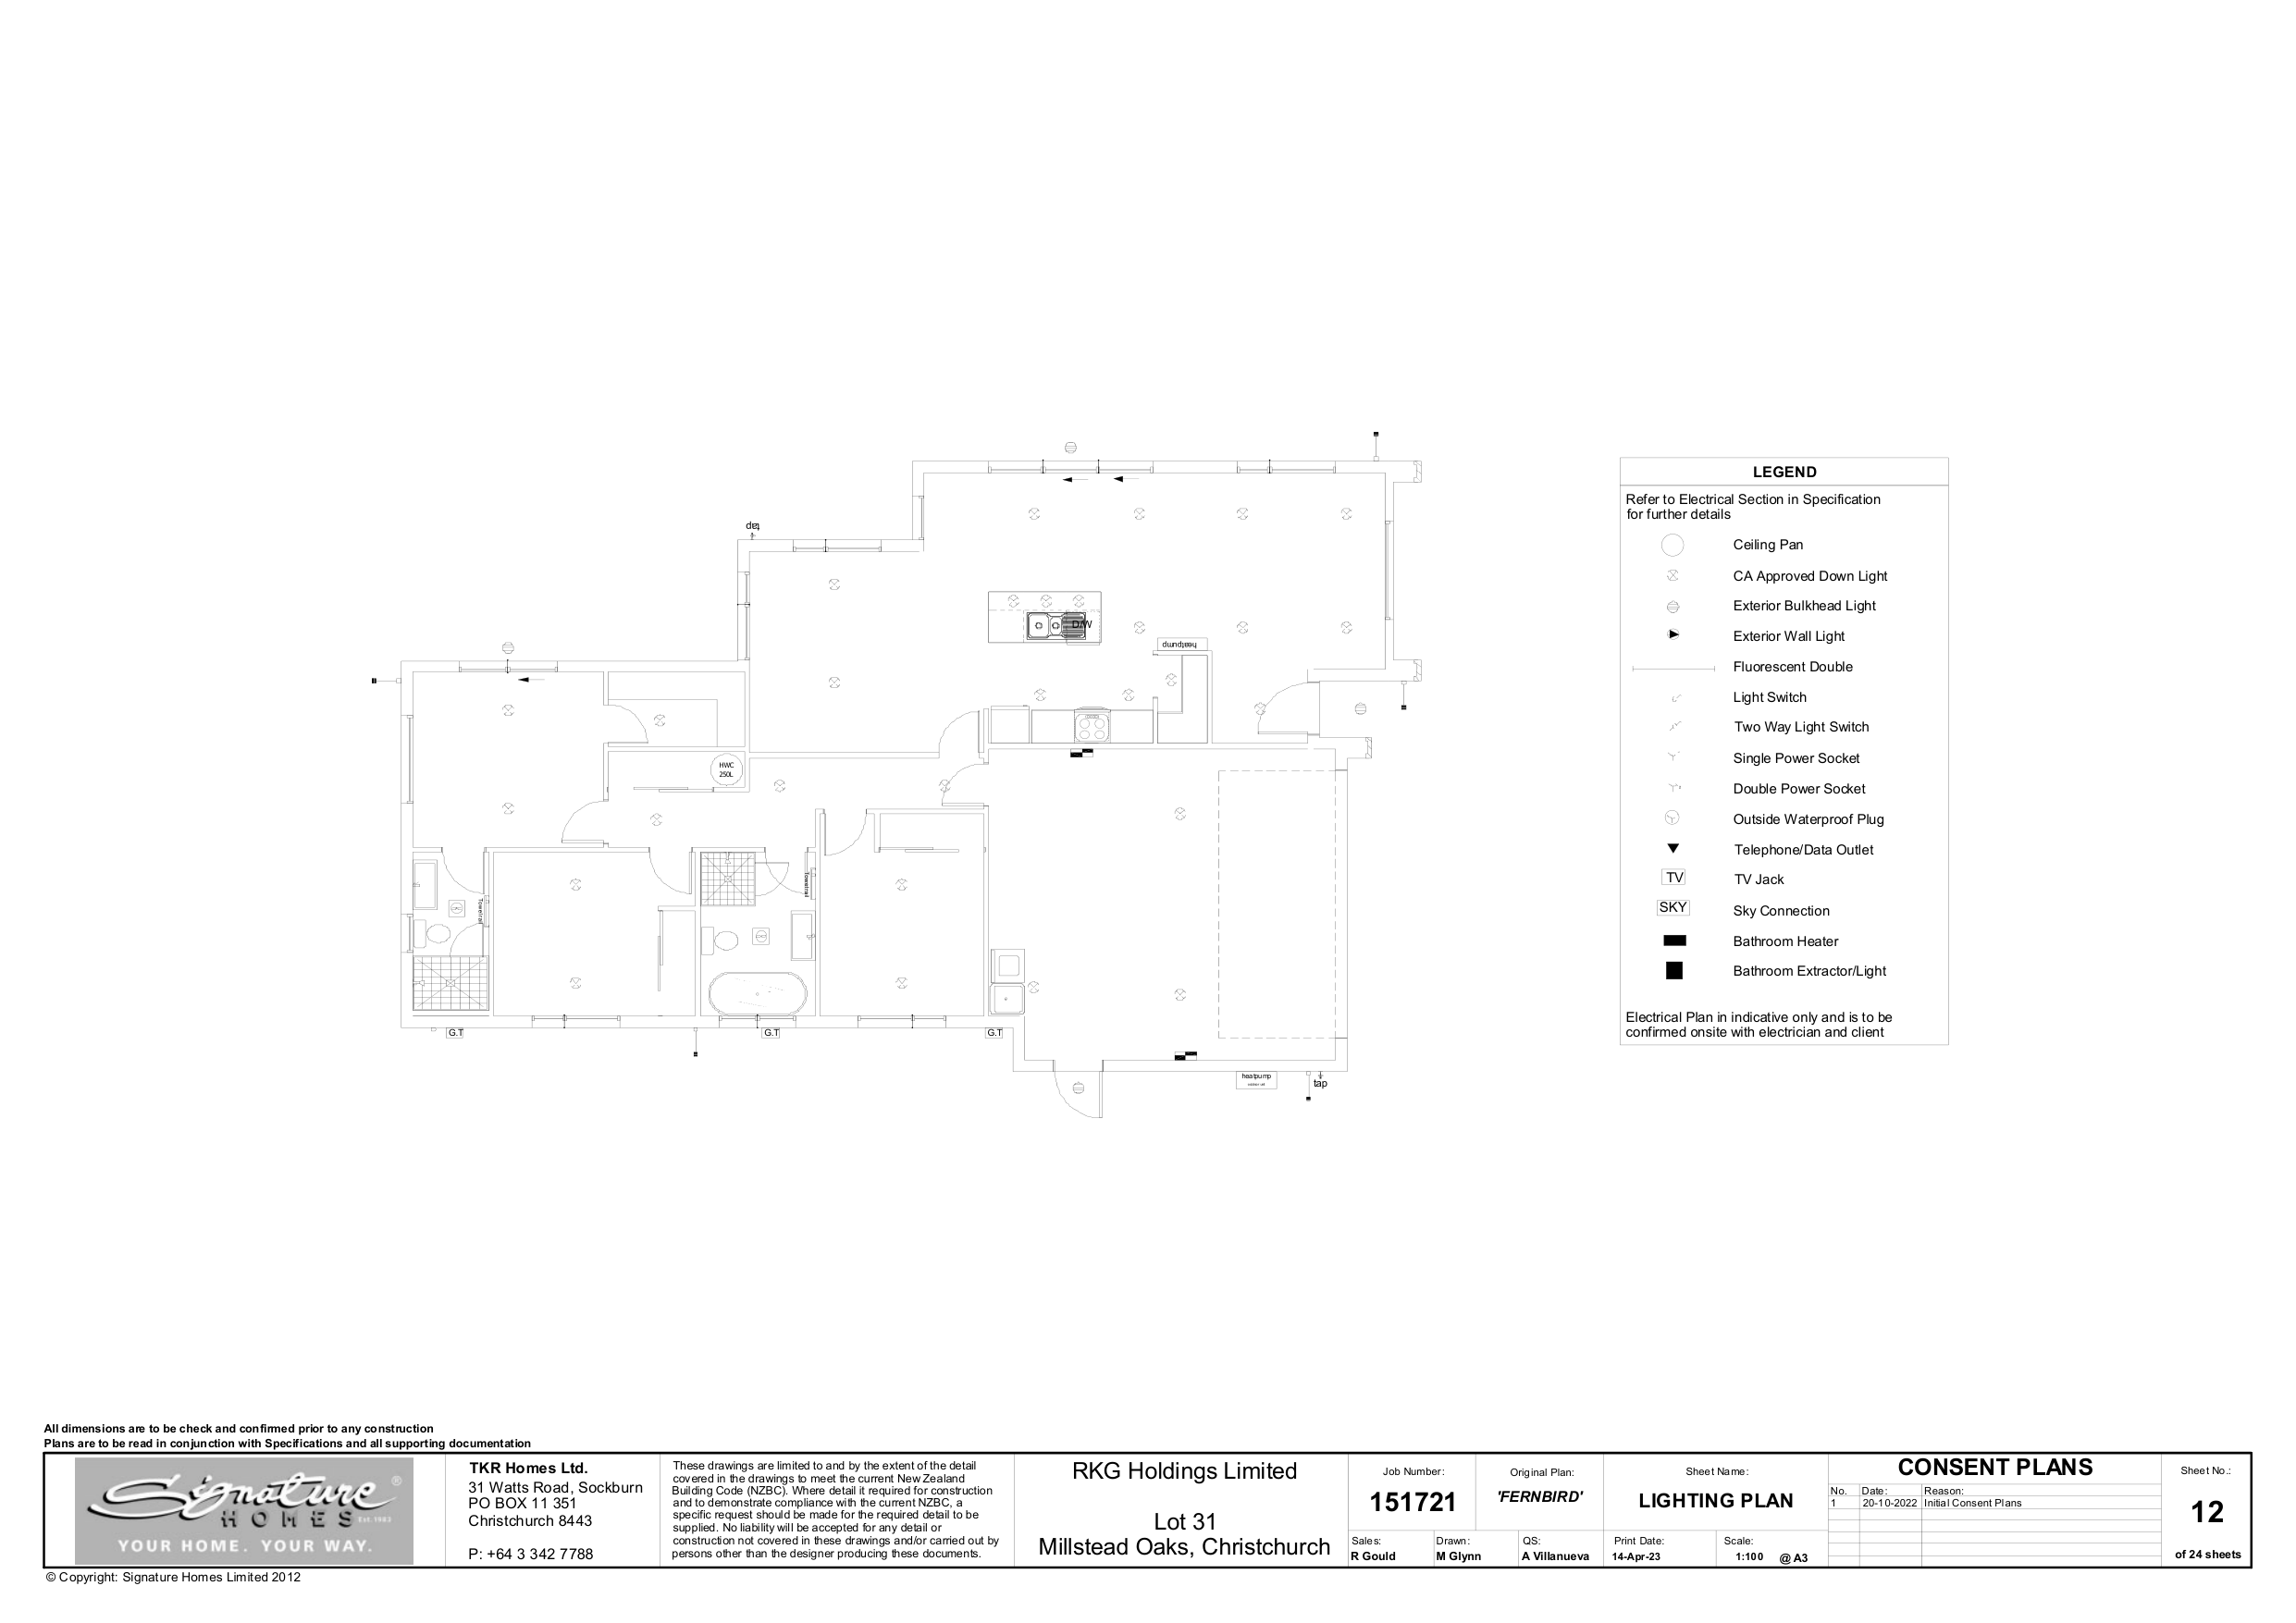 tap
D/W
heatpump
HWC
250L
Towelrail
Towelrail
G.T
G.T
G.T
heatpump
tap
LEGEND
Refer to Electrical Section in Specification
for further details
Ceiling Pan
CA Approved Down Light
Exterior Bulkhead Light
Exterior Wall Light
Fluorescent Double
Light Switch
Two Way Light Switch
Single Power Socket
Double Power Socket
Outside Waterproof Plug
Telephone/Data Outlet
TV TV Jack
SKY Sky Connection
Bathroom Heater
Bathroom Extractor/Light
Electrical Plan in indicative only and is to be
confirmed onsite with electrician and client
All dimensions are to be check and confirmed prior to any construction
Plans are to be read in conjunction with Specifications and all supporting documentation
Signature ®
HOMES Est.1983
YOUR HOME. YOUR WAY.
TKR Homes Ltd.
31 Watts Road, Sockburn
PO BOX 11 351
Christchurch 8443
P: +64 3 342 7788
These drawings are limited to and by the extent of the detail
covered in the drawings to meet the current New Zealand
Building Code (NZBC). Where detail it required for construction
and to demonstrate compliance with the current NZBC, a
specific request should be made for the required detail to be
supplied. No liability will be accepted for any detail or
construction not covered in these drawings and/or carried out by
persons other than the designer producing these documents.
RKG Holdings Limited
Lot 31
Millstead Oaks, Christchurch
Job Number:
151721
Original Plan:
'FERNBIRD'
Sales:
R Gould
Drawn:
M Glynn
QS:
A Villanueva
Sheet Name:
LIGHTING PLAN
Print Date:
14-Apr-23
Scale:
1:100 @ A3
CONSENT PLANS
No. Date: Reason:
1 20-10-2022 Initial Consent Plans
Sheet No.:
12
of 24 sheets
© Copyright: Signature Homes Limited 2012